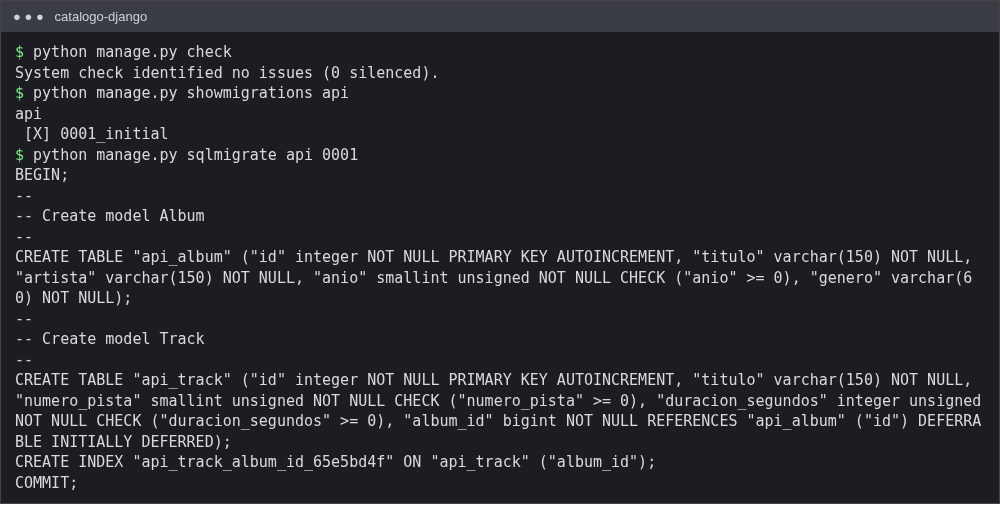 catalogo-django
$ python manage.py check
System check identified no issues (0 silenced).
$ python manage.py showmigrations api
api
 [X] 0001_initial
$ python manage.py sqlmigrate api 0001
BEGIN;
--
-- Create model Album
--
CREATE TABLE "api_album" ("id" integer NOT NULL PRIMARY KEY AUTOINCREMENT, "titulo" varchar(150) NOT NULL,
"artista" varchar(150) NOT NULL, "anio" smallint unsigned NOT NULL CHECK ("anio" >= 0), "genero" varchar(6
0) NOT NULL);
--
-- Create model Track
--
CREATE TABLE "api_track" ("id" integer NOT NULL PRIMARY KEY AUTOINCREMENT, "titulo" varchar(150) NOT NULL,
"numero_pista" smallint unsigned NOT NULL CHECK ("numero_pista" >= 0), "duracion_segundos" integer unsigned
NOT NULL CHECK ("duracion_segundos" >= 0), "album_id" bigint NOT NULL REFERENCES "api_album" ("id") DEFERRA
BLE INITIALLY DEFERRED);
CREATE INDEX "api_track_album_id_65e5bd4f" ON "api_track" ("album_id");
COMMIT;